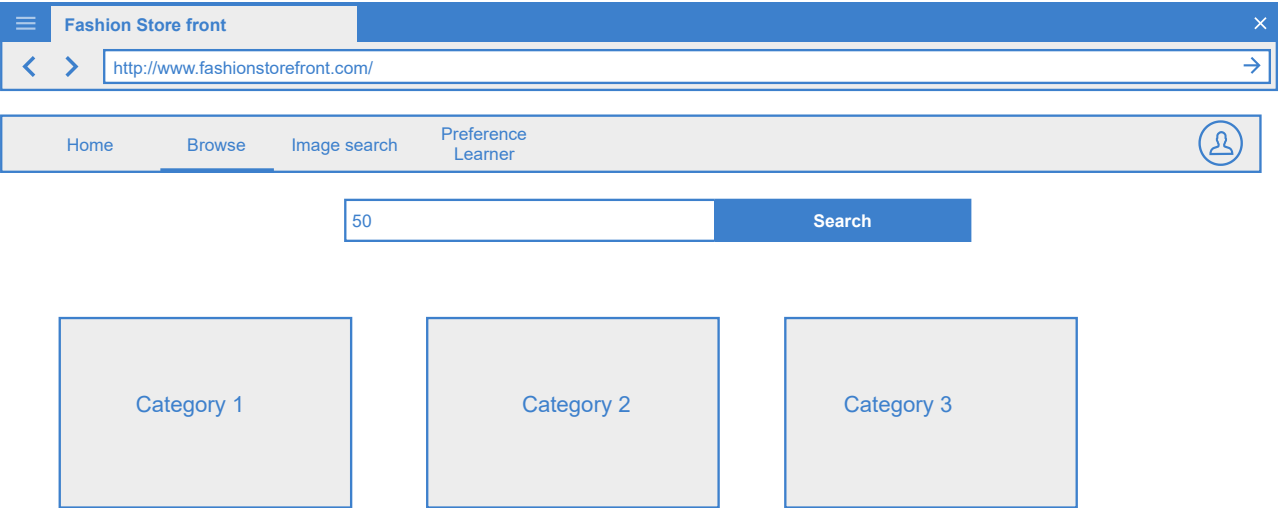 Fashion Store front
http://www.fashionstorefront.com/
Home
Browse
Image search
Preference
Learner
50
Search
Category 1
Category 2
Category 3